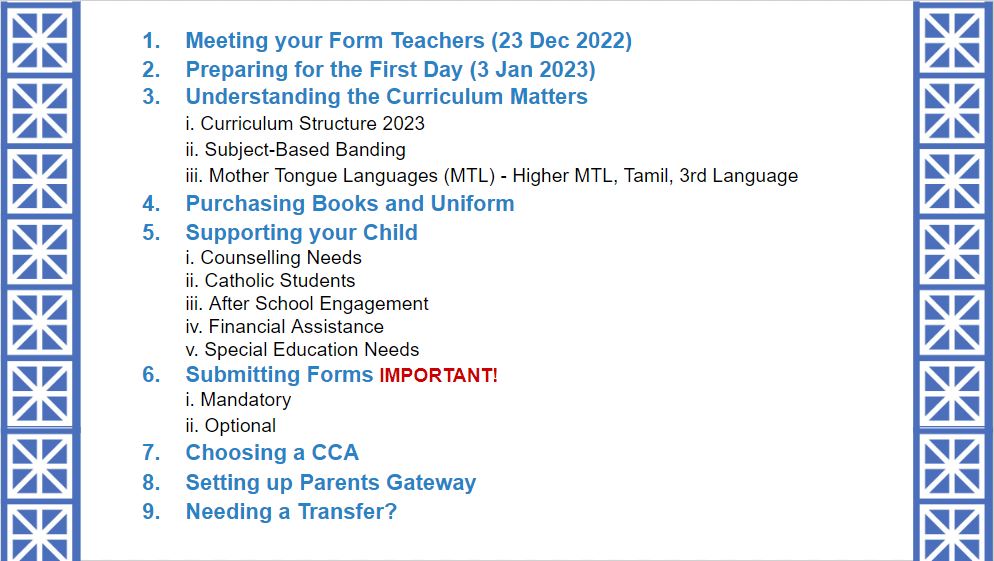 1. Meeting your Form Teachers (23 Dec 2022)
2. Preparing for the First Day (3 Jan 2023)
3. Understanding the Curriculum Matters
i. Curriculum Structure 2023
ii. Subject-Based Banding
iii. Mother Tongue Languages (MTL) - Higher MTL, Tamil, 3rd Language
4. Purchasing Books and Uniform
5. Supporting your Child
i. Counselling Needs
ii. Catholic Students
iii. After School Engagement
iv. Financial Assistance
v. Special Education Needs
6. Submitting Forms IMPORTANT!
i. Mandatory
ii. Optional
7. Choosing a CCA
8. Setting up Parents Gateway
9. Needing a Transfer?